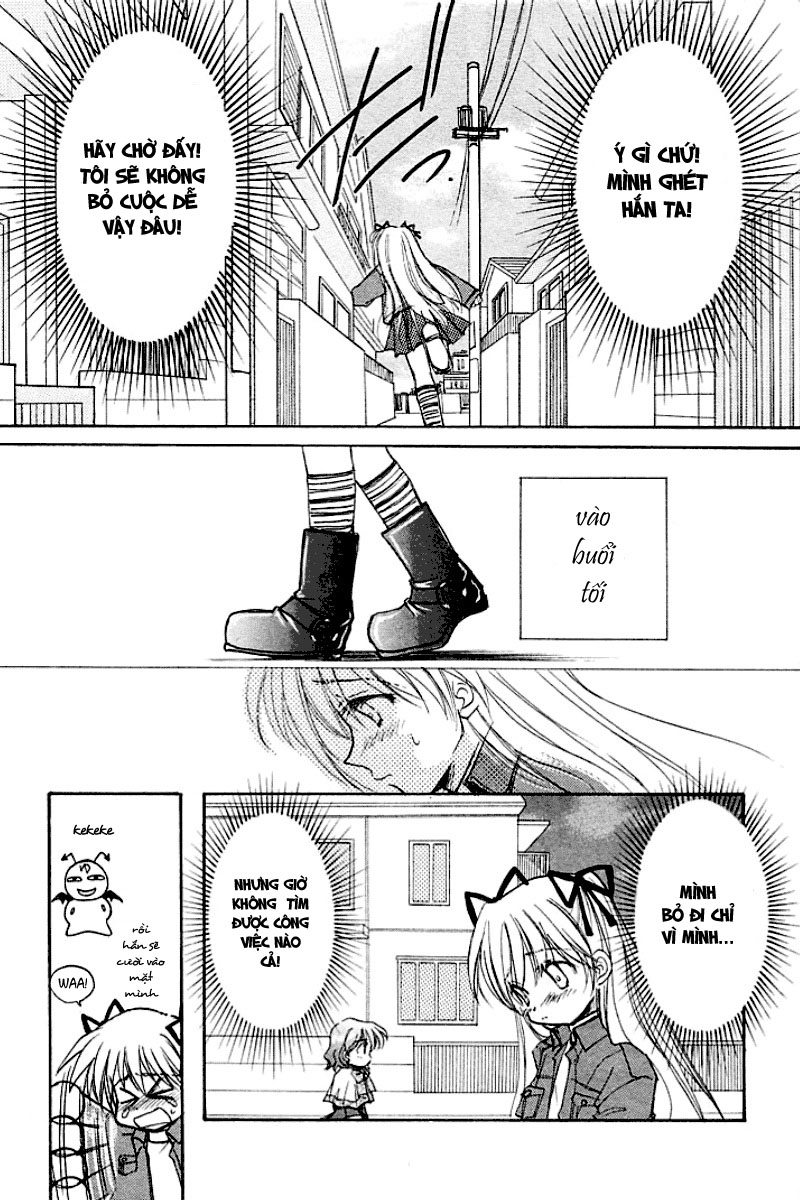 Ý GÌ CHỨ!
MÌNH GHÉT
HẮN TA!
HÃY CHỜ ĐẤY!
TÔI SẼ KHÔNG
BỎ CUỘC DỄ
VẬY ĐÂU!
vào
buổi
tối
MÌNH
BỎ ĐI CHỈ
VÌ MÌNH...
NHƯNG GIỜ
KHÔNG TÌM
ĐƯỢC CÔNG
VIỆC NÀO
CẢ!
kekeke
rồi
hắn sẽ
cười vào
mặt
mình
WAA!